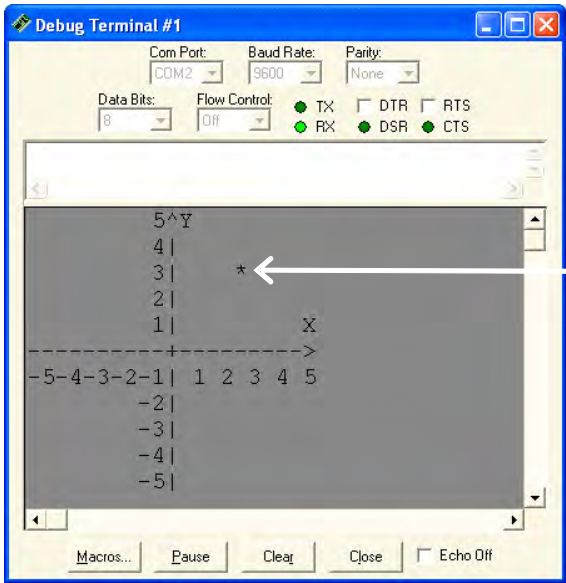 Debug Terminal #1
Com Port: Baud Rate: Parity:
COM2 9600 None
Data Bits: Flow Control: TX DTR RTS
8 Off RX DSR CTS
5^Y
4|
3| *
2|
1| X
----------+--------->
-5-4-3-2-1| 1 2 3 4 5
-2|
-3|
-4|
-5|
Macros... Pause Clear Close Echo Off